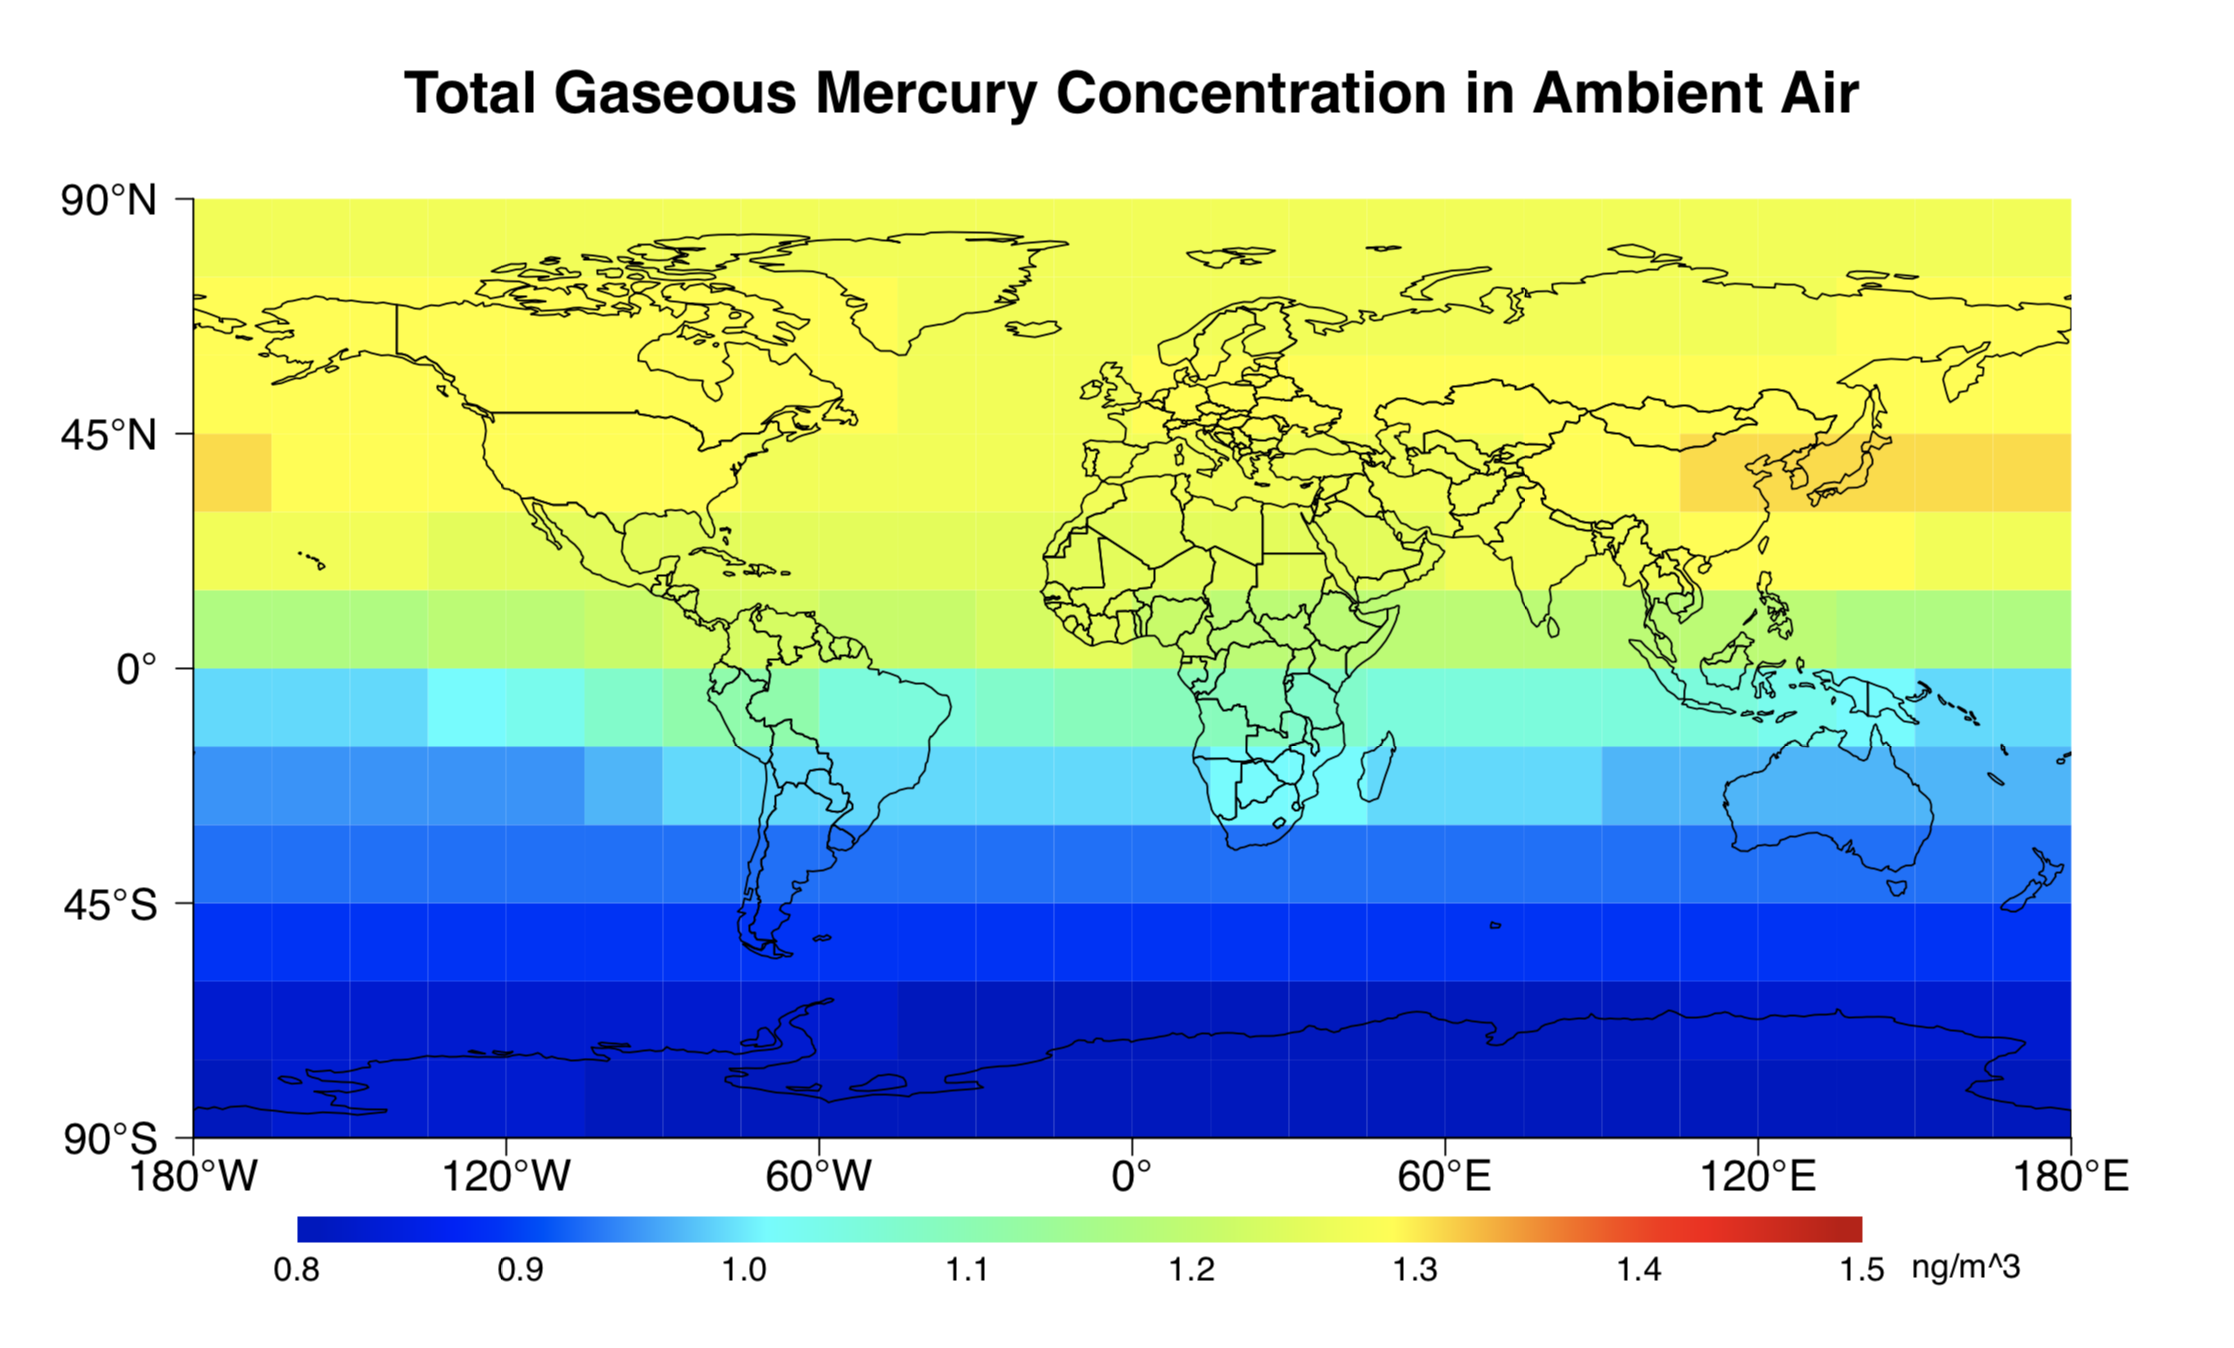 Total Gaseous Mercury Concentration in Ambient Air
90°N
45°N
0°
45°S
90°S
180°W 120°W 60°W 0° 60°E 120°E 180°E
0.8 0.9 1.0 1.1 1.2 1.3 1.4 1.5 ng/m^3